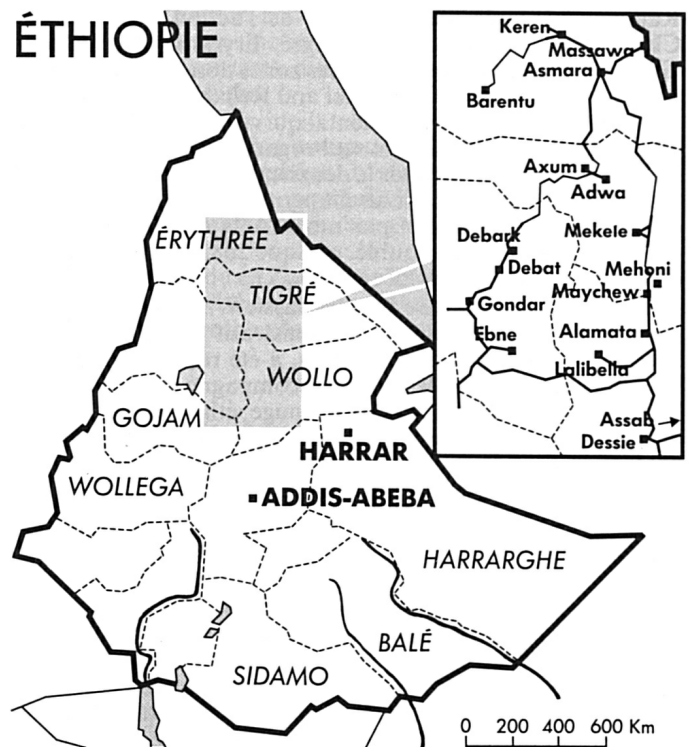 ÉTHIOPIE
Keren
Massawa
Asmara
Barentu
Axum
Adwa
Debark
Mekele
Debat
Mehoni
Maychew
Gondar
Ebne
Alamata
Lalibella
Assab
Dessie
ÉRYTHRÉE
TIGRÉ
WOLLO
GOJAM
HARRAR
WOLLEGA
ADDIS-ABEBA
HARRARGHE
BALÉ
SIDAMO
0 200 400 600 Km